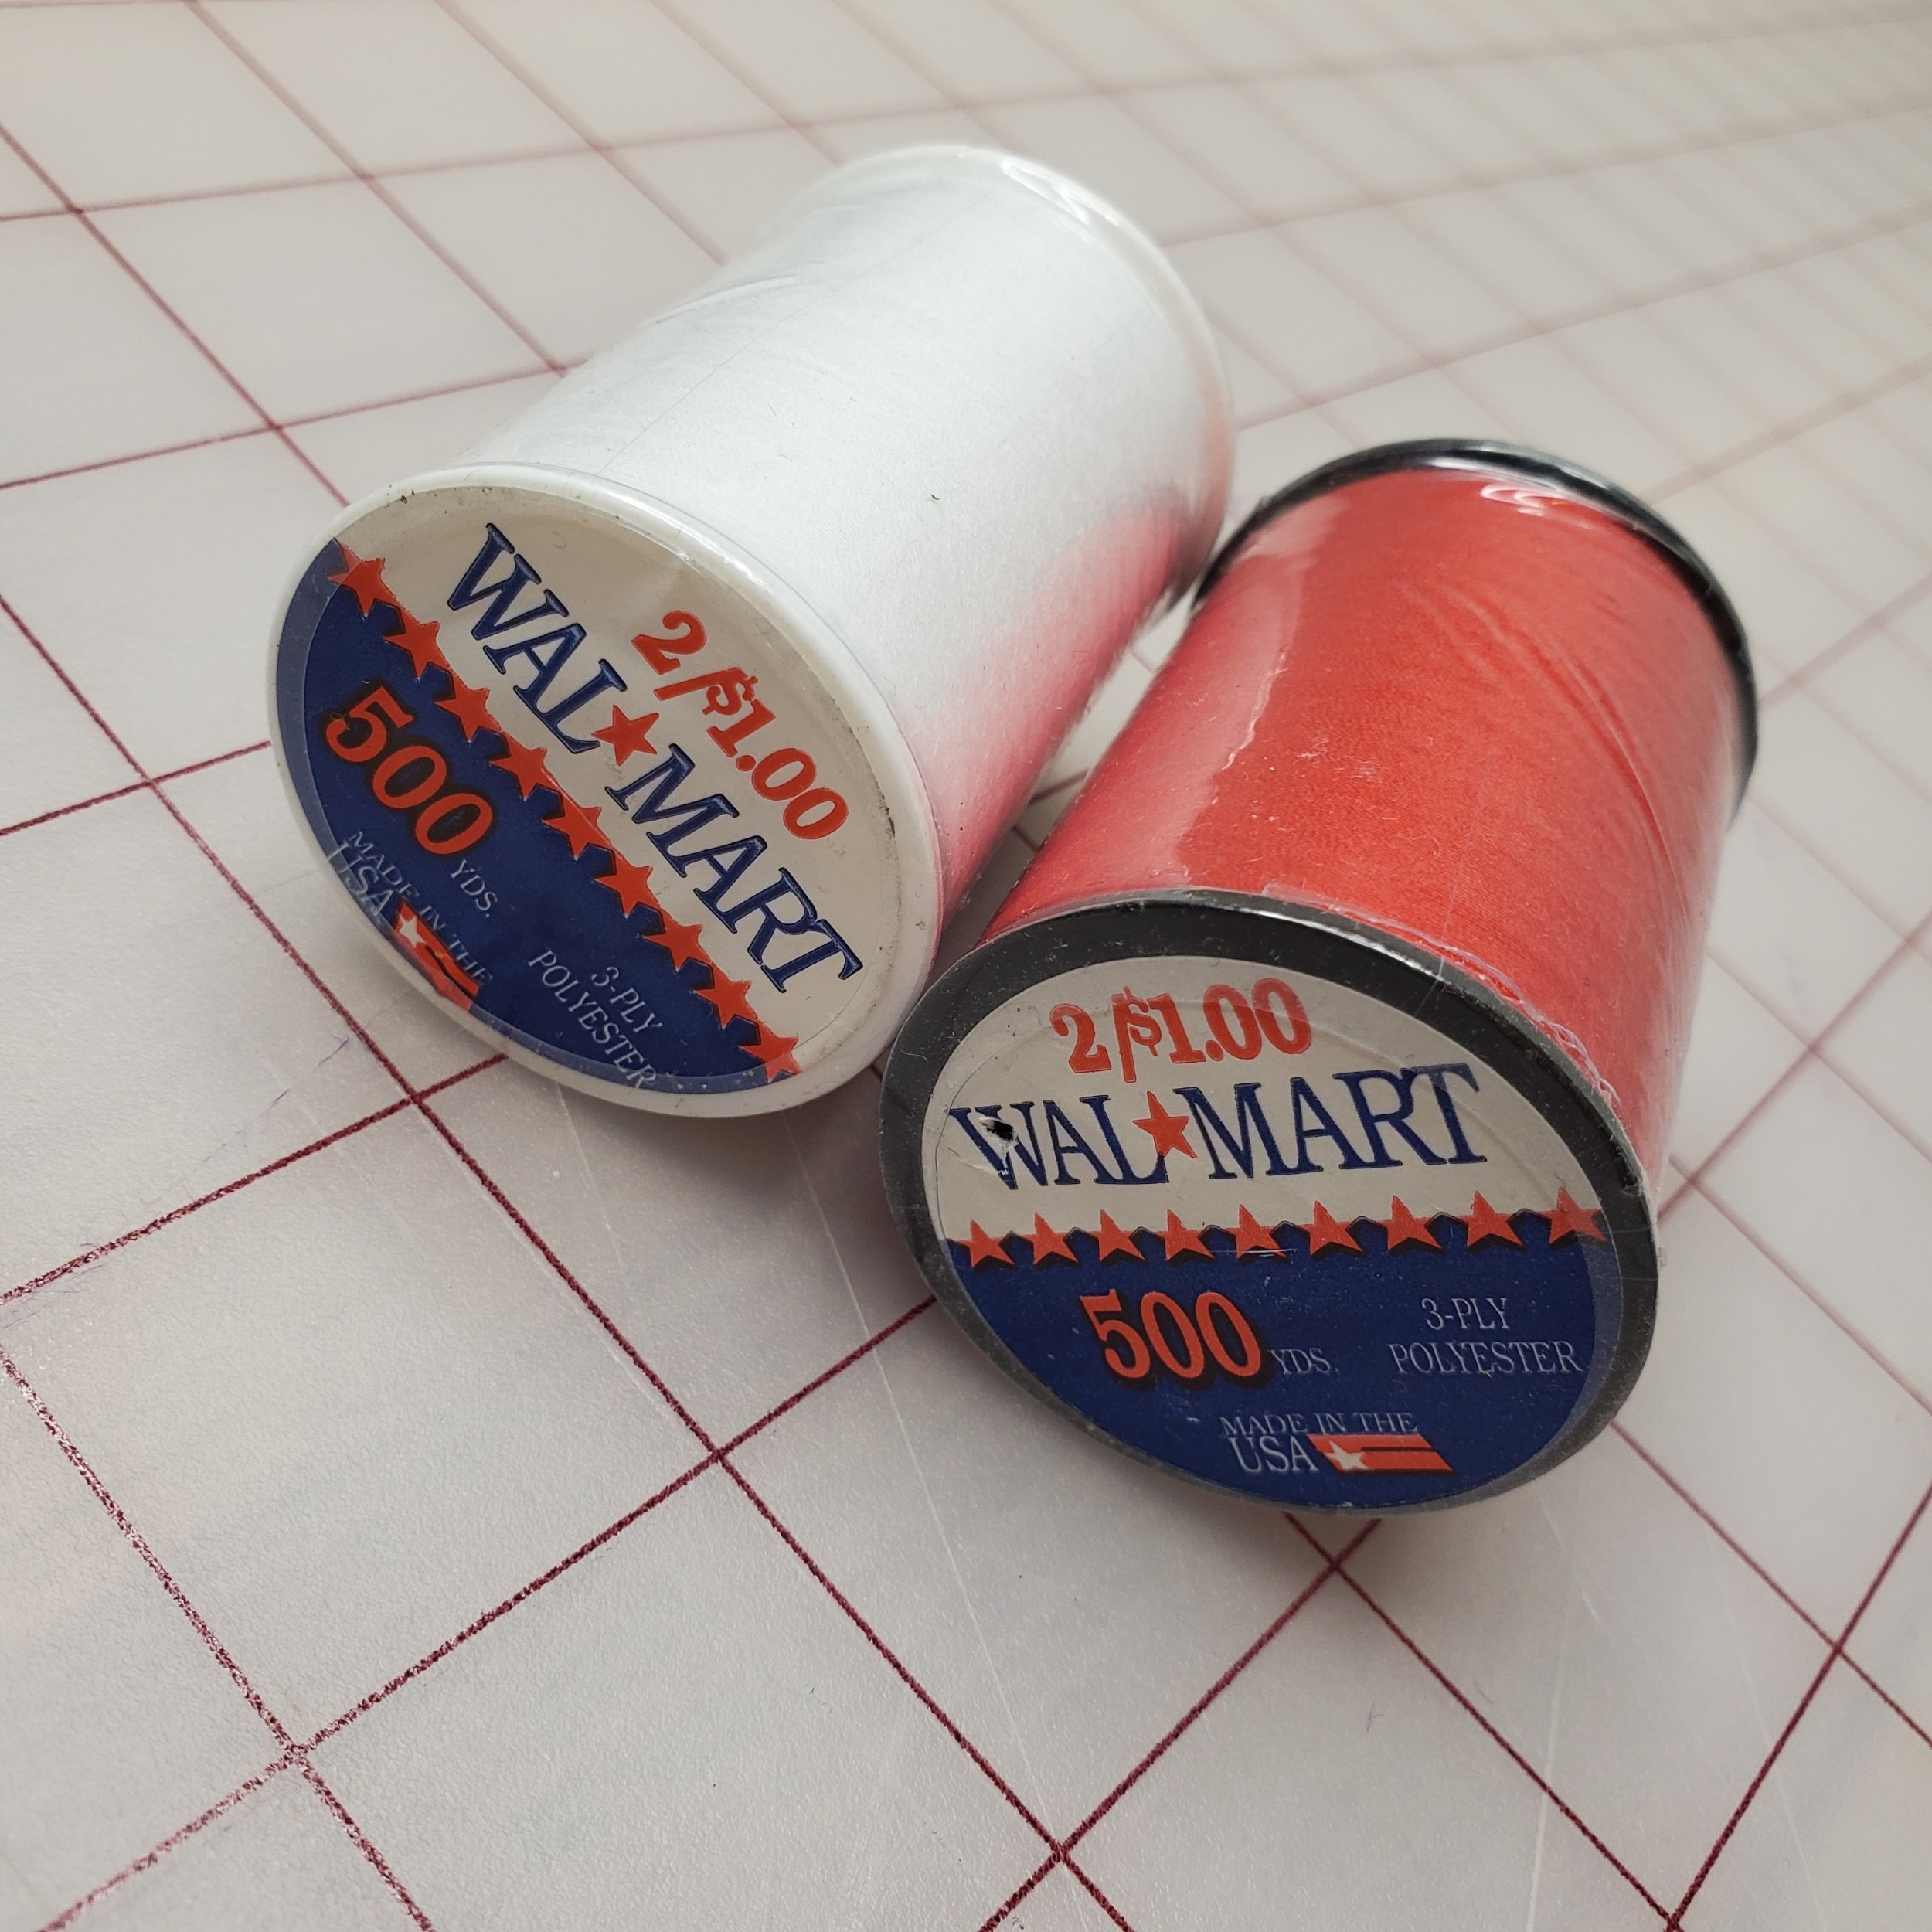 2/$1.00
WAL★MART
500 YDS.
3-PLY
POLYESTER
MADE IN THE
USA
2/$1.00
WAL★MART
500 YDS.
3-PLY
POLYESTER
MADE IN THE
USA